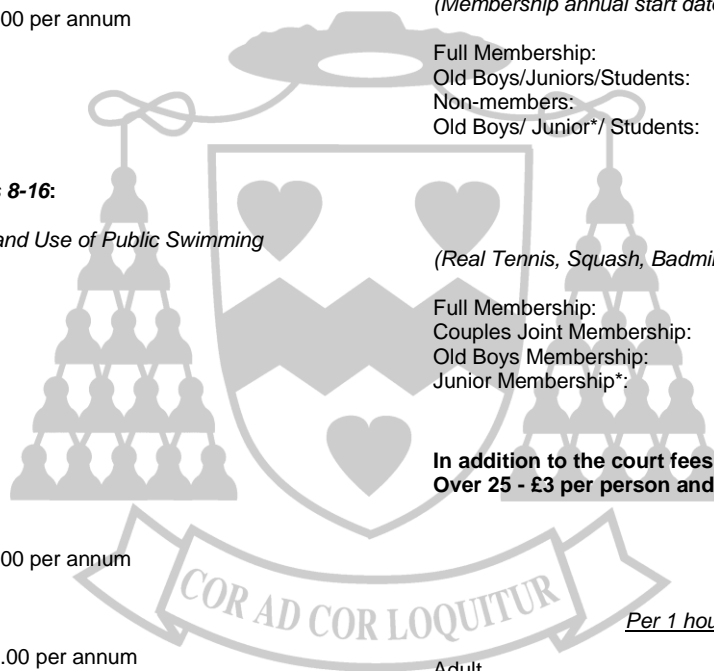 00 per annum
s 8-16:
and Use of Public Swimming
00 per annum
.00 per annum
(Membership annual start date
Full Membership:
Old Boys/Juniors/Students:
Non-members:
Old Boys/ Junior*/ Students:
(Real Tennis, Squash, Badmin
Full Membership:
Couples Joint Membership:
Old Boys Membership:
Junior Membership*:
In addition to the court fees
Over 25 - £3 per person and
Per 1 hou
Adult
COR AD COR LOQUITUR